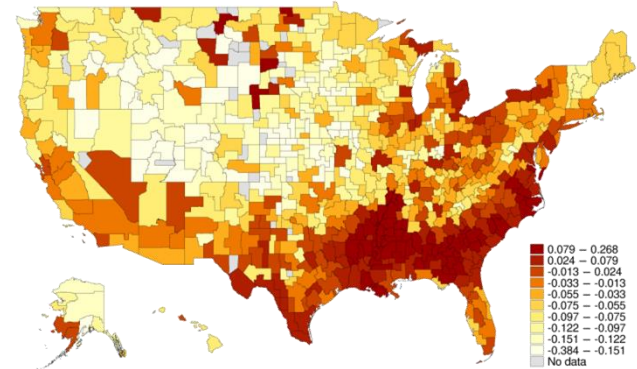 0.079 – 0.268
0.024 – 0.079
-0.013 – 0.024
-0.033 – -0.013
-0.055 – -0.033
-0.075 – -0.055
-0.097 – -0.075
-0.122 – -0.097
-0.151 – -0.122
-0.384 – -0.151
No data